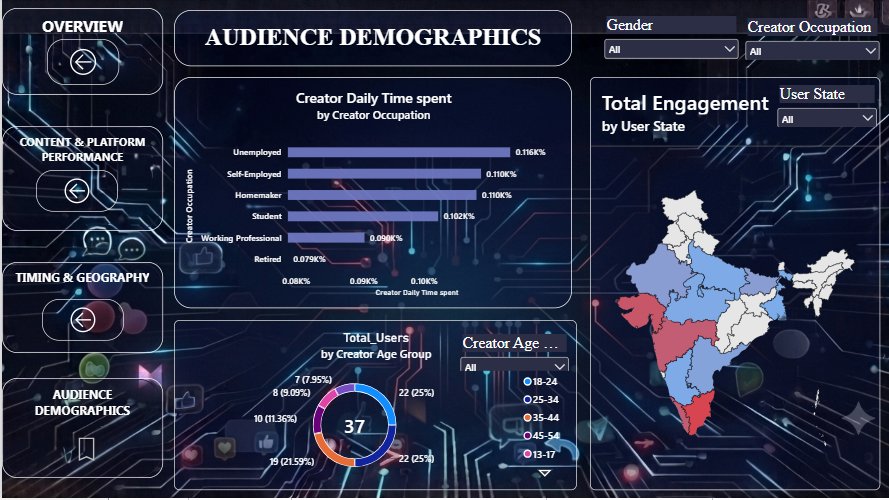 OVERVIEW
AUDIENCE DEMOGRAPHICS
Gender
All
Creator Occupation
All
CONTENT & PLATFORM
PERFORMANCE
TIMING & GEOGRAPHY
AUDIENCE
DEMOGRAPHICS
Creator Daily Time spent
by Creator Occupation
Creator Occupation
Unemployed 0.116K%
Self-Employed 0.110K%
Homemaker 0.110K%
Student 0.102K%
Working Professional 0.090K%
Retired 0.079K%
0.08K% 0.09K% 0.10K%
Creator Daily Time spent
Total_Users
by Creator Age Group
7 (7.95%)
8 (9.09%)
22 (25%)
10 (11.36%)
37
19 (21.59%)
22 (25%)
Creator Age ...
All
18-24
25-34
35-44
45-54
13-17
Total Engagement
by User State
User State
All